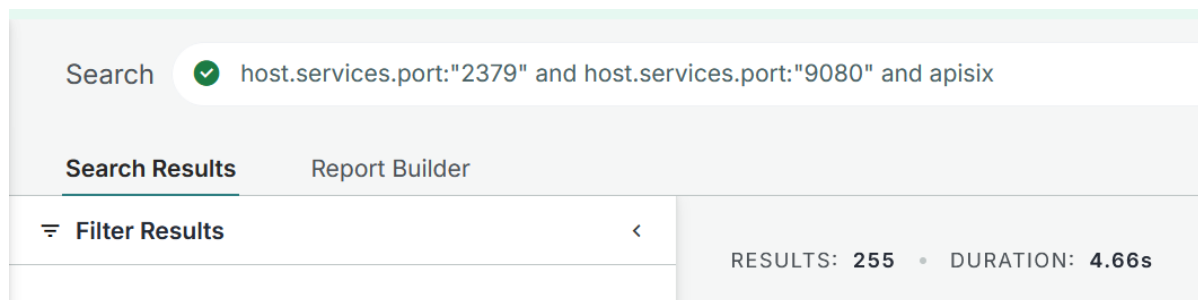 Search host.services.port:"2379" and host.services.port:"9080" and apisix
Search Results Report Builder
Filter Results
RESULTS: 255 • DURATION: 4.66s